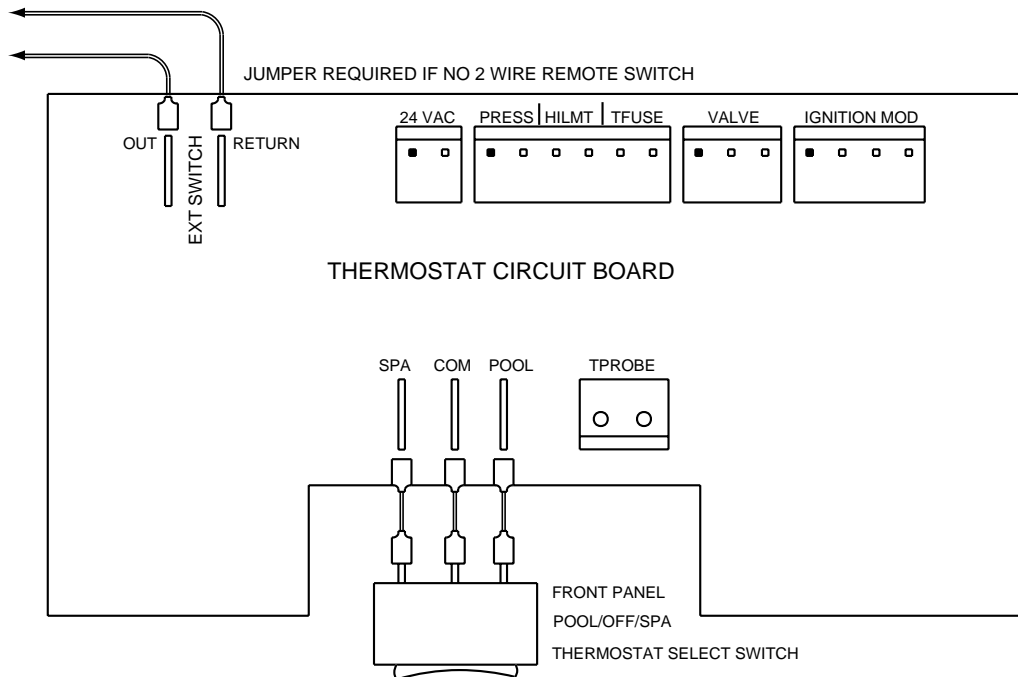 JUMPER REQUIRED IF NO 2 WIRE REMOTE SWITCH
24 VAC PRESS HILMT TFUSE VALVE IGNITION MOD
OUT EXT SWITCH RETURN
THERMOSTAT CIRCUIT BOARD
SPA COM POOL TPROBE
FRONT PANEL
POOL/OFF/SPA
THERMOSTAT SELECT SWITCH